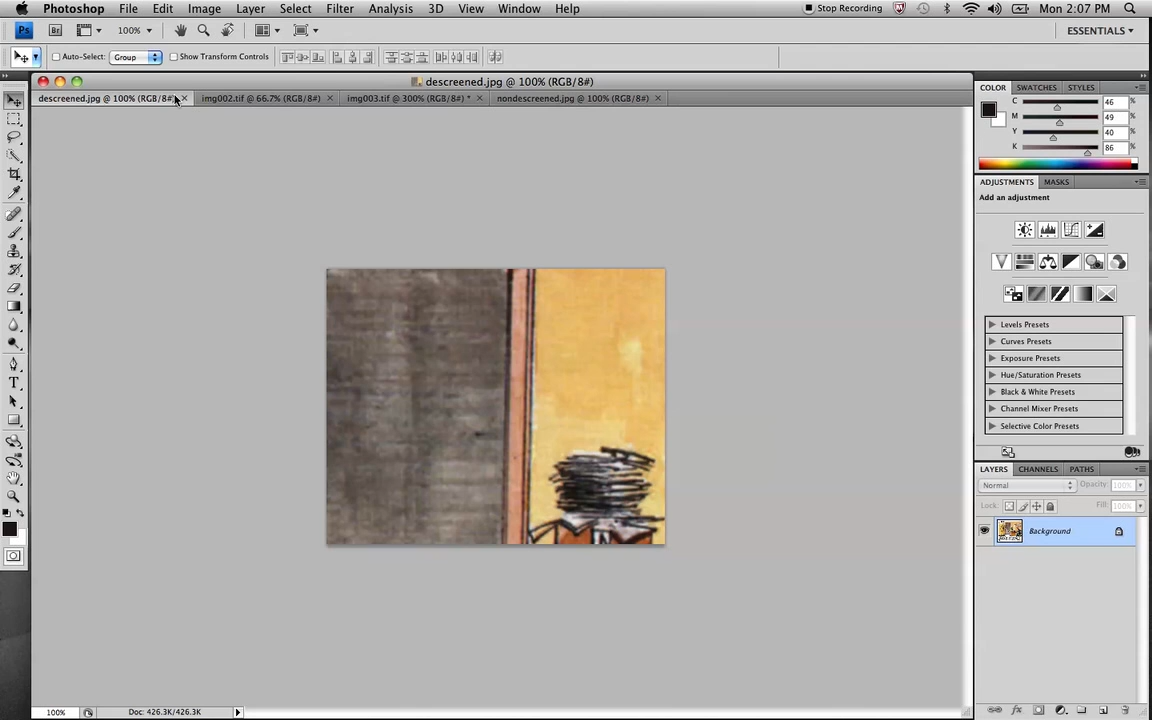 Photoshop File Edit Image Layer Select Filter Analysis 3D View Window Help Stop Recording Mon 2:07 PM
Ps Br 100% ESSENTIALS
Auto-Select: Group Show Transform Controls
descreened.jpg @ 100% (RGB/8#)
descreened.jpg @ 100% (RGB/8#) img002.tif @ 66.7% (RGB/8#) img003.tif @ 300% (RGB/8#) * nondescreened.jpg @ 100% (RGB/8#)
COLOR SWATCHES STYLES
C 46 %
M 49 %
Y 40 %
K 86 %
ADJUSTMENTS MASKS
Add an adjustment
Levels Presets
Curves Presets
Exposure Presets
Hue/Saturation Presets
Black & White Presets
Channel Mixer Presets
Selective Color Presets
LAYERS CHANNELS PATHS
Normal Opacity: 100%
Lock: Fill: 100%
Background
fx
100% Doc: 426.3K/426.3K